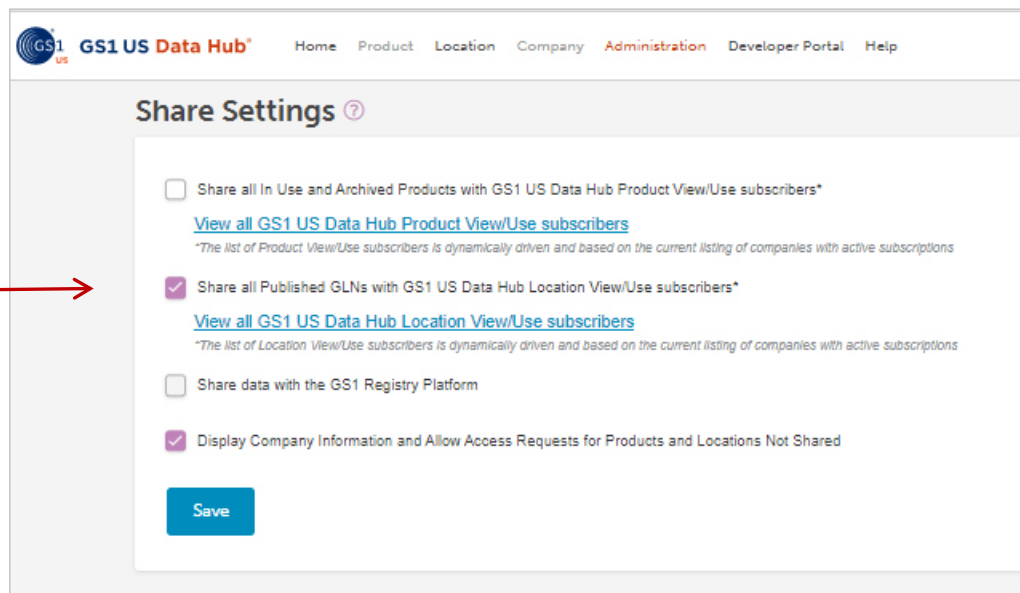 GS1 US
GS1 US Data Hub® Home Product Location Company Administration Developer Portal Help
Share Settings ?
Share all In Use and Archived Products with GS1 US Data Hub Product View/Use subscribers*
View all GS1 US Data Hub Product View/Use subscribers
*The list of Product View/Use subscribers is dynamically driven and based on the current listing of companies with active subscriptions
Share all Published GLNs with GS1 US Data Hub Location View/Use subscribers*
View all GS1 US Data Hub Location View/Use subscribers
*The list of Location View/Use subscribers is dynamically driven and based on the current listing of companies with active subscriptions
Share data with the GS1 Registry Platform
Display Company Information and Allow Access Requests for Products and Locations Not Shared
Save